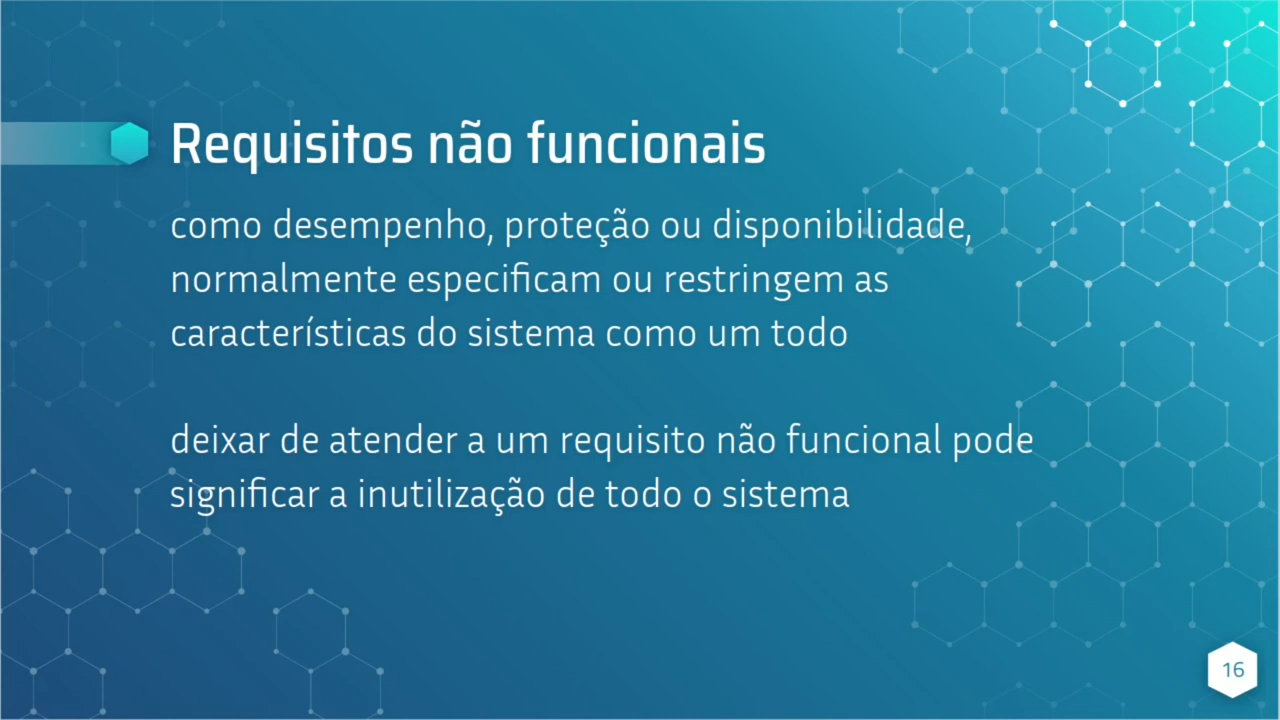 Requisitos não funcionais
como desempenho, proteção ou disponibilidade,
normalmente especificam ou restringem as
características do sistema como um todo
deixar de atender a um requisito não funcional pode
significar a inutilização de todo o sistema
16